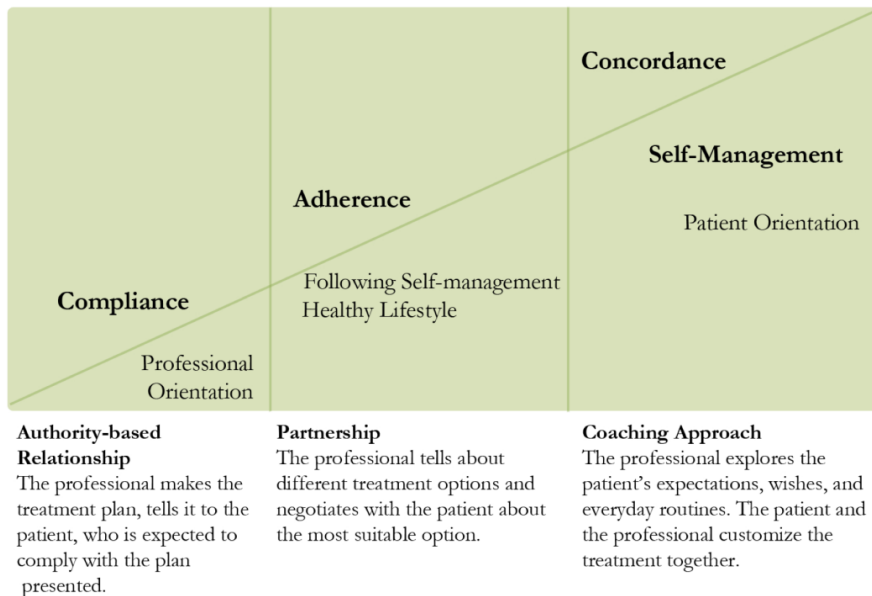 Concordance
Self-Management
Patient Orientation
Adherence
Following Self-management
Healthy Lifestyle
Compliance
Professional
Orientation
Authority-based
Relationship
The professional makes the
treatment plan, tells it to the
patient, who is expected to
comply with the plan
presented.
Partnership
The professional tells about
different treatment options and
negotiates with the patient about
the most suitable option.
Coaching Approach
The professional explores the
patient’s expectations, wishes, and
everyday routines. The patient and
the professional customize the
treatment together.